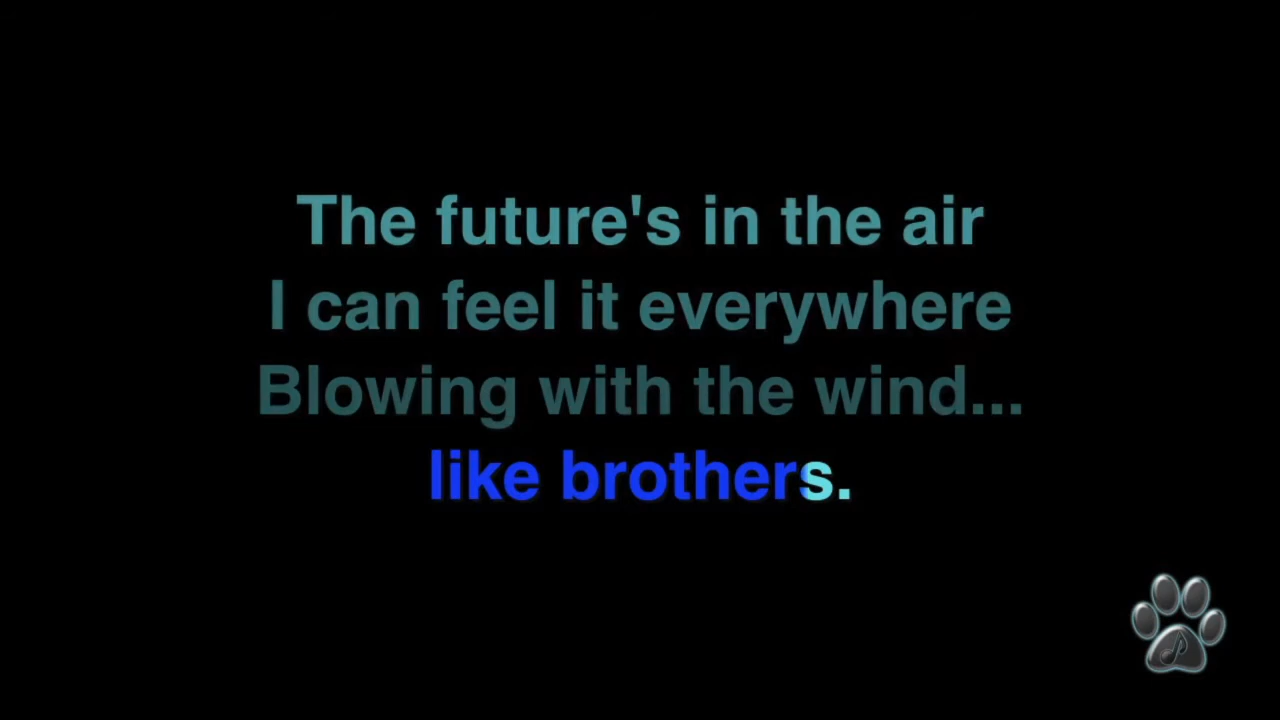 The future's in the air
I can feel it everywhere
Blowing with the wind...
like brothers.